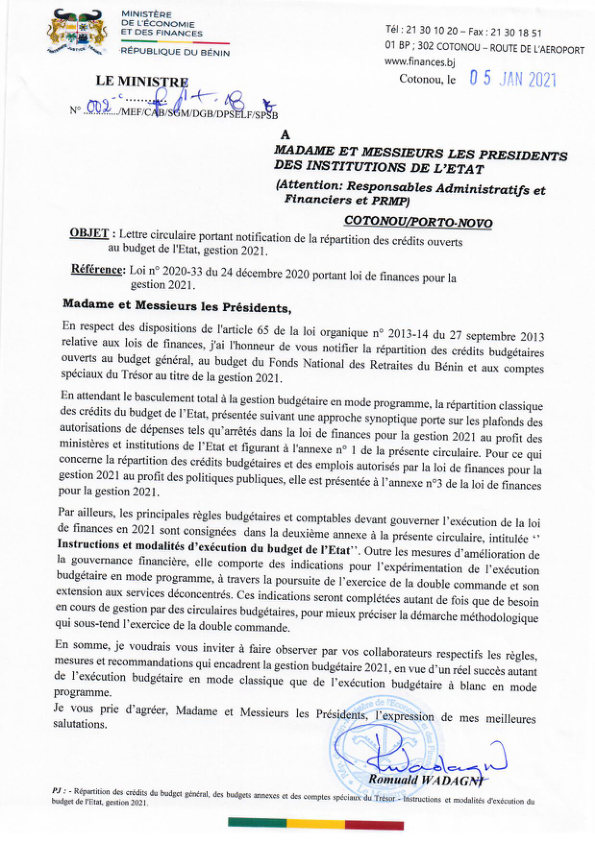 MINISTÈRE
DE L'ÉCONOMIE
ET DES FINANCES
RÉPUBLIQUE DU BÉNIN
Tél : 21 30 10 20 – Fax : 21 30 18 51
01 BP ; 302 COTONOU – ROUTE DE L'AEROPORT
www.finances.bj
Cotonou, le 05 JAN 2021
LE MINISTRE
N° 002-c /MEF/CAB/SGM/DGB/DPSELF/SPSB
A
MADAME ET MESSIEURS LES PRESIDENTS
DES INSTITUTIONS DE L'ETAT
(Attention: Responsables Administratifs et
Financiers et PRMP)
COTONOU/PORTO-NOVO
OBJET : Lettre circulaire portant notification de la répartition des crédits ouverts
au budget de l'Etat, gestion 2021.
Référence: Loi n° 2020-33 du 24 décembre 2020 portant loi de finances pour la
gestion 2021.
Madame et Messieurs les Présidents,
En respect des dispositions de l'article 65 de la loi organique n° 2013-14 du 27 septembre 2013
relative aux lois de finances, j'ai l'honneur de vous notifier la répartition des crédits budgétaires
ouverts au budget général, au budget du Fonds National des Retraites du Bénin et aux comptes
spéciaux du Trésor au titre de la gestion 2021.
En attendant le basculement total à la gestion budgétaire en mode programme, la répartition classique
des crédits du budget de l'Etat, présentée suivant une approche synoptique porte sur les plafonds des
autorisations de dépenses tels qu'arrêtés dans la loi de finances pour la gestion 2021 au profit des
ministères et institutions de l'Etat et figurant à l'annexe n° 1 de la présente circulaire. Pour ce qui
concerne la répartition des crédits budgétaires et des emplois autorisés par la loi de finances pour la
gestion 2021 au profit des politiques publiques, elle est présentée à l'annexe n°3 de la loi de finances
pour la gestion 2021.
Par ailleurs, les principales règles budgétaires et comptables devant gouverner l'exécution de la loi
de finances en 2021 sont consignées dans la deuxième annexe à la présente circulaire, intitulée ‘’
Instructions et modalités d'exécution du budget de l'Etat’’. Outre les mesures d'amélioration de
la gouvernance financière, elle comporte des indications pour l'expérimentation de l'exécution
budgétaire en mode programme, à travers la poursuite de l'exercice de la double commande et son
extension aux services déconcentrés. Ces indications seront complétées autant de fois que de besoin
en cours de gestion par des circulaires budgétaires, pour mieux préciser la démarche méthodologique
qui sous-tend l'exercice de la double commande.
En somme, je voudrais vous inviter à faire observer par vos collaborateurs respectifs les règles,
mesures et recommandations qui encadrent la gestion budgétaire 2021, en vue d'un réel succès autant
de l'exécution budgétaire en mode classique que de l'exécution budgétaire à blanc en mode
programme.
Je vous prie d'agréer, Madame et Messieurs les Présidents, l'expression de mes meilleures
salutations.
Romuald WADAGNI
PJ : - Répartition des crédits du budget général, des budgets annexes et des comptes spéciaux du Trésor - Instructions et modalités d'exécution du
budget de l'Etat, gestion 2021.